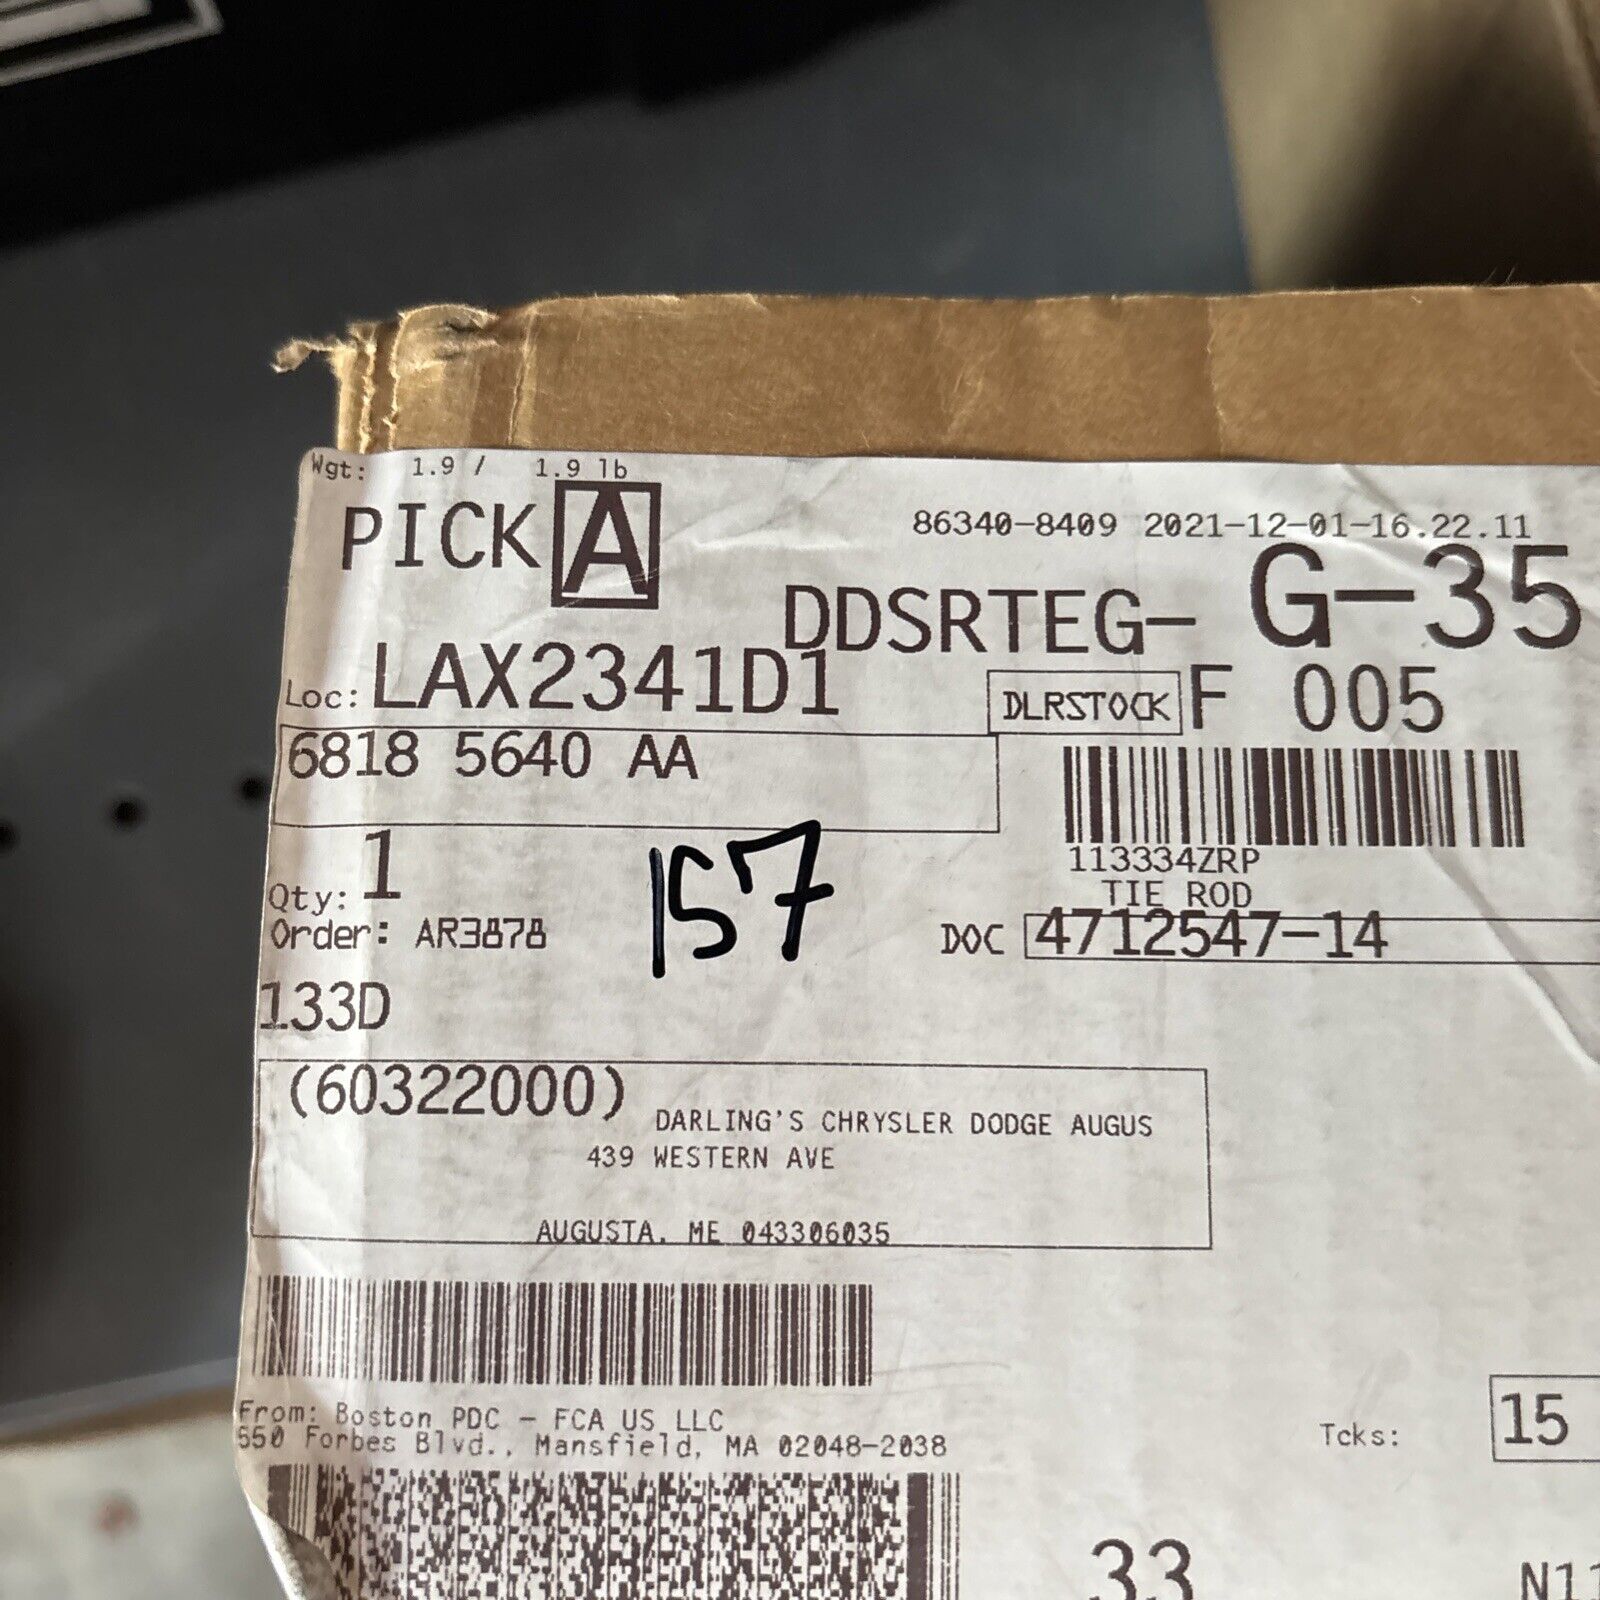 Wgt: 1.9 / 1.9 lb
PICK A
86340-8409 2021-12-01-16.22.11
DDSRTEG- G-35
Loc: LAX2341D1
DLRSTOCK F 005
6818 5640 AA
113334ZRP
TIE ROD
Qty: 1
157
Order: AR3878
DOC 4712547-14
133D
(60322000)
DARLING'S CHRYSLER DODGE AUGUS
439 WESTERN AVE
AUGUSTA, ME 043306035
From: Boston PDC - FCA US LLC
550 Forbes Blvd., Mansfield, MA 02048-2038
Tcks: 15
33